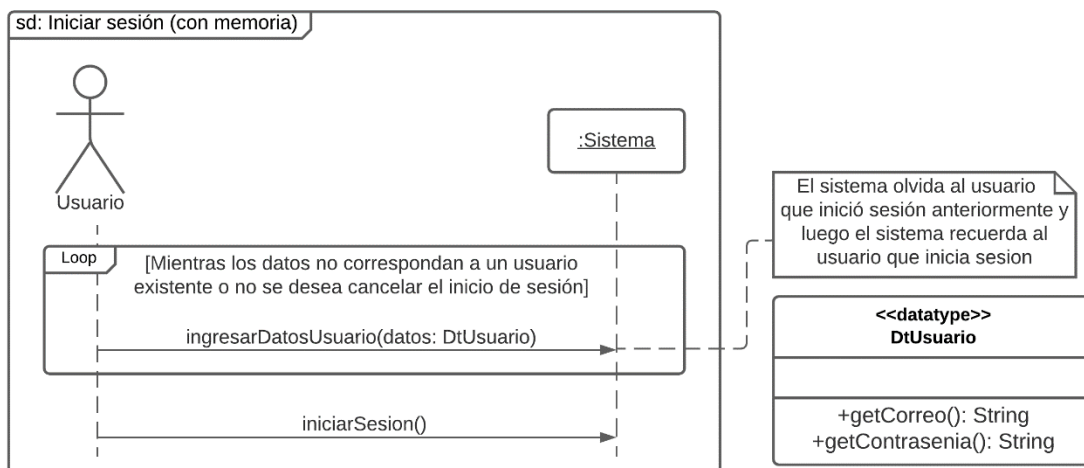 sd: Iniciar sesión (con memoria)
:Sistema
Usuario
El sistema olvida al usuario
que inició sesión anteriormente y
luego el sistema recuerda al
usuario que inicia sesion
Loop
[Mientras los datos no correspondan a un usuario
existente o no se desea cancelar el inicio de sesión]
ingresarDatosUsuario(datos: DtUsuario)
<<datatype>>
DtUsuario
+getCorreo(): String
+getContrasenia(): String
iniciarSesion()